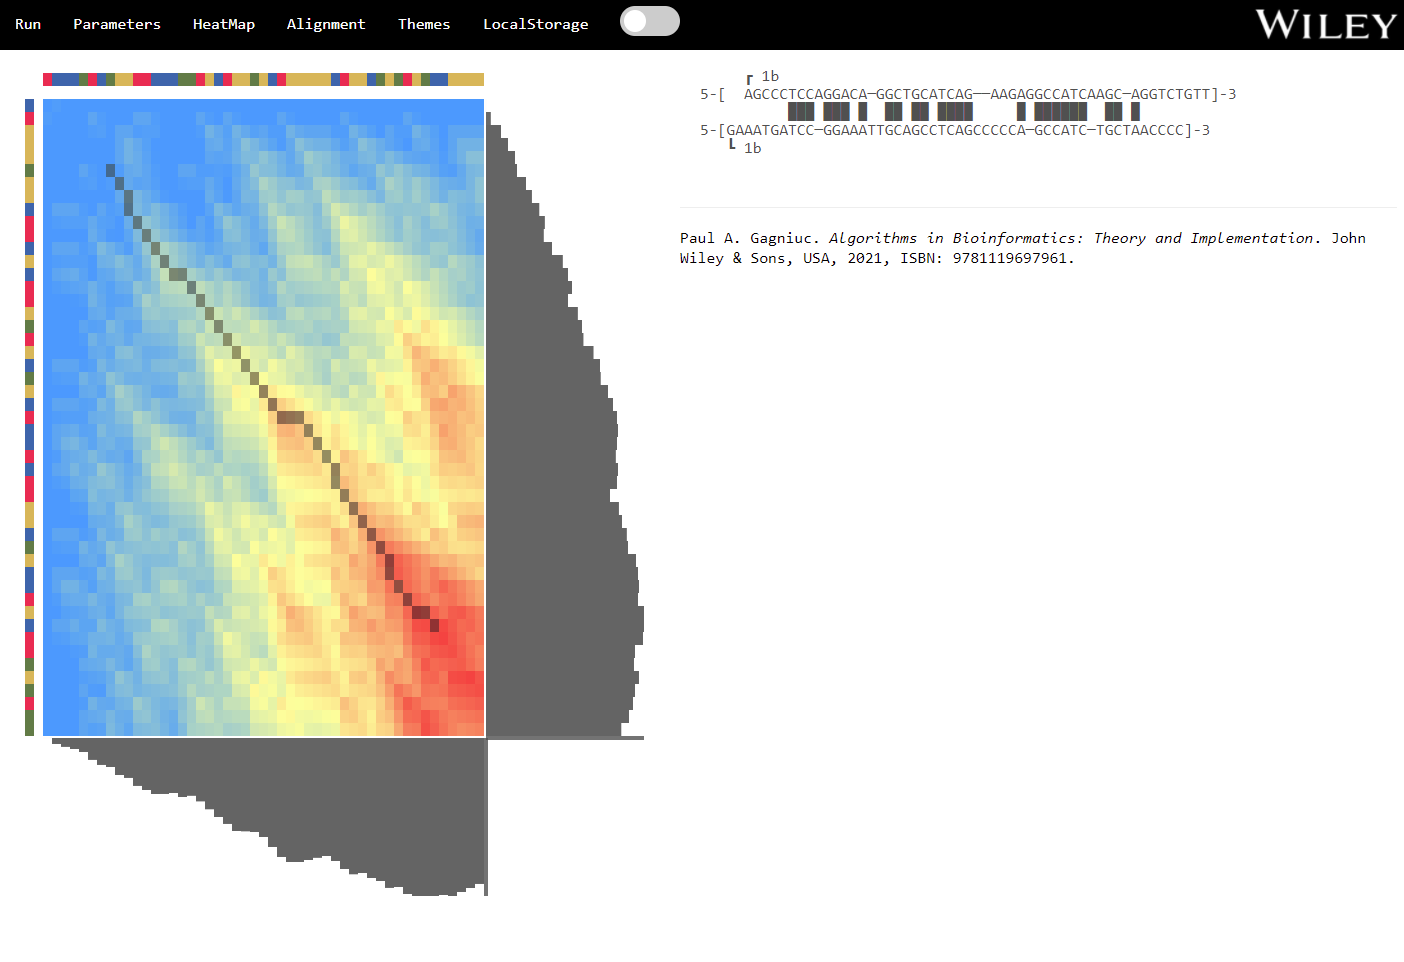 Run Parameters HeatMap Alignment Themes LocalStorage WILEY
┏ 1b
5-[  AGCCCTCCAGGACA─GGCTGCATCAG──AAGAGGCCATCAAGC─AGGTCTGTT]-3
5-[GAAATGATCC─GGAAATTGCAGCCTCAGCCCCCA─GCCATC─TGCTAACCCC]-3
┗ 1b
Paul A. Gagniuc. Algorithms in Bioinformatics: Theory and Implementation. John
Wiley & Sons, USA, 2021, ISBN: 9781119697961.